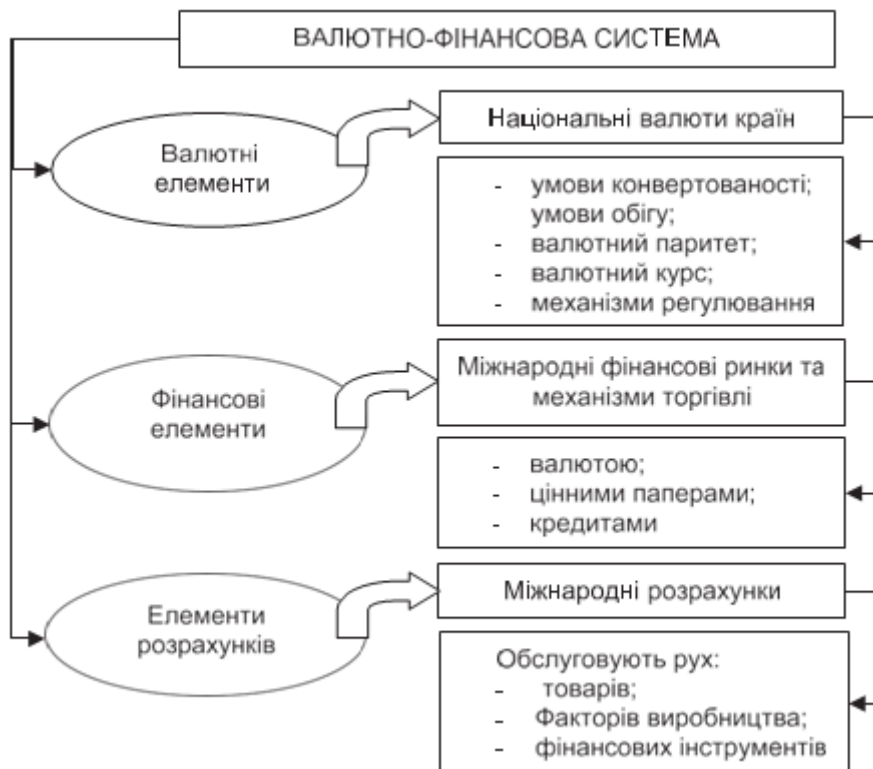 ВАЛЮТНО-ФІНАНСОВА СИСТЕМА
Валютні
елементи
Національні валюти країн
- умови конвертованості;
умови обігу;
- валютний паритет;
- валютний курс;
- механізми регулювання
Фінансові
елементи
Міжнародні фінансові ринки та
механізми торгівлі
- валютою;
- цінними паперами;
- кредитами
Елементи
розрахунків
Міжнародні розрахунки
Обслуговують рух:
- товарів;
- Факторів виробництва;
- фінансових інструментів